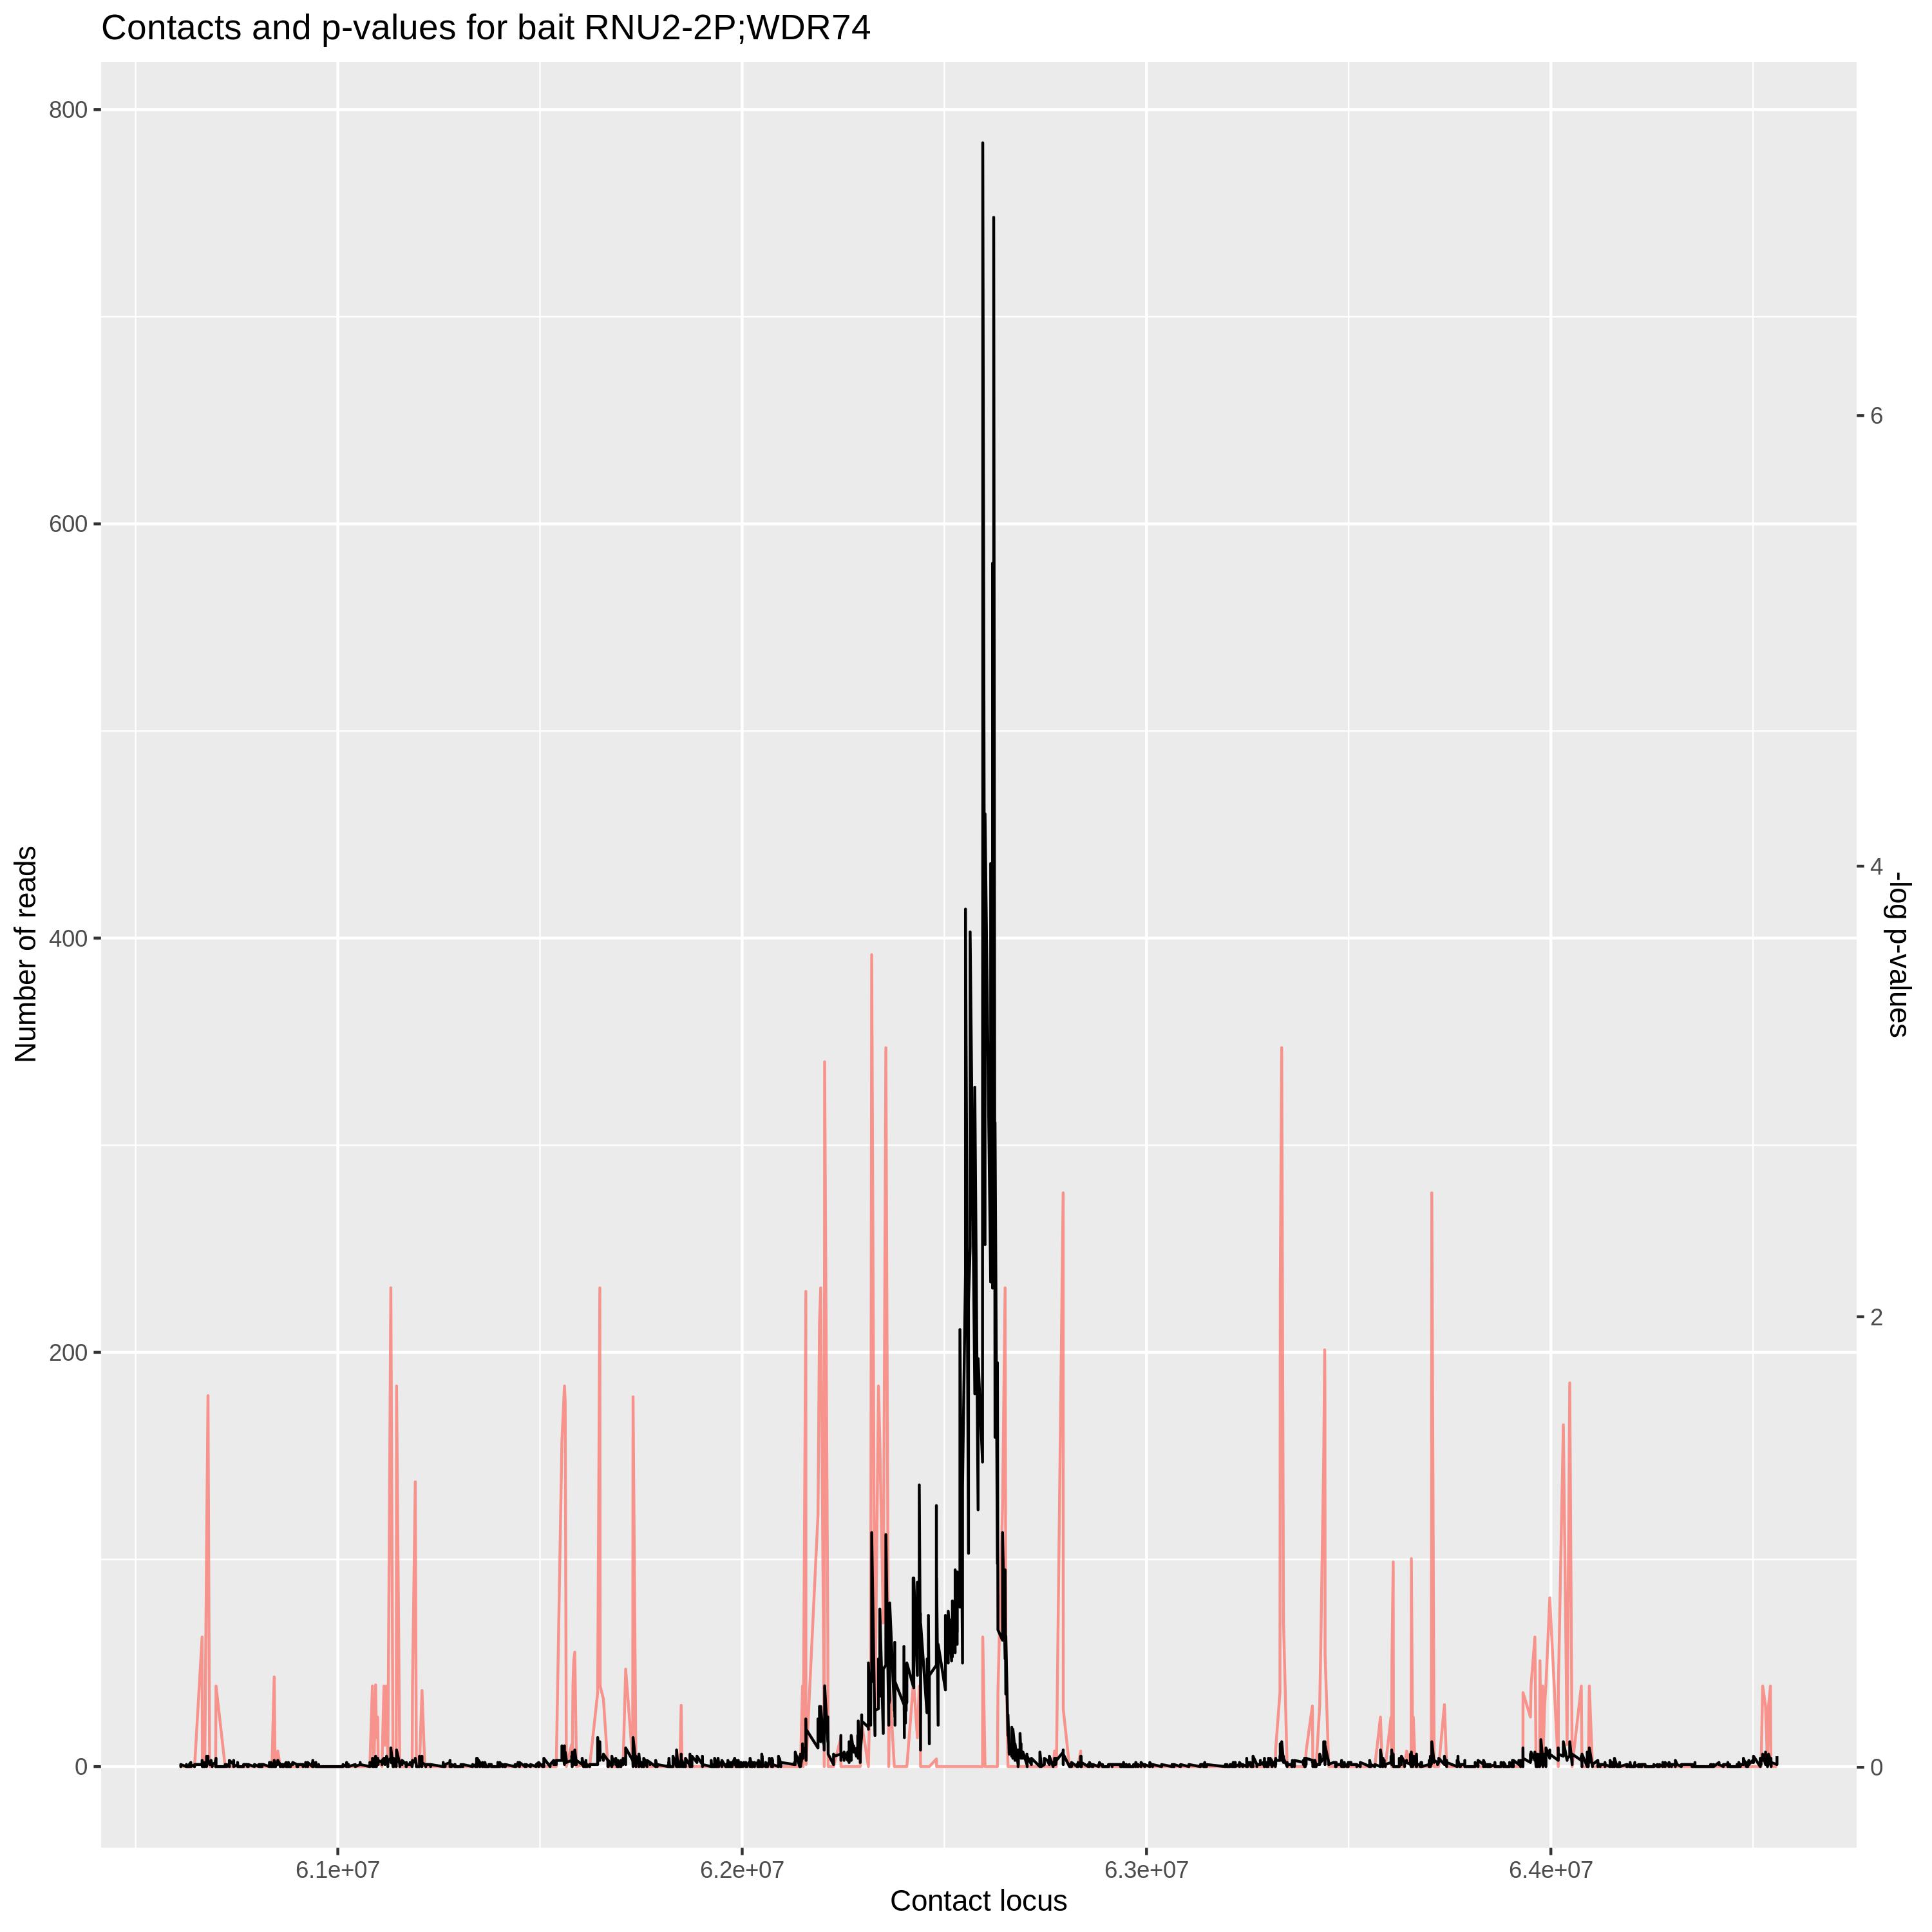 Contacts and p-values for bait RNU2-2P;WDR74
800
600
400
200
0
Number of reads
6
4
2
0
-log p-values
6.1e+07
6.2e+07
6.3e+07
6.4e+07
Contact locus